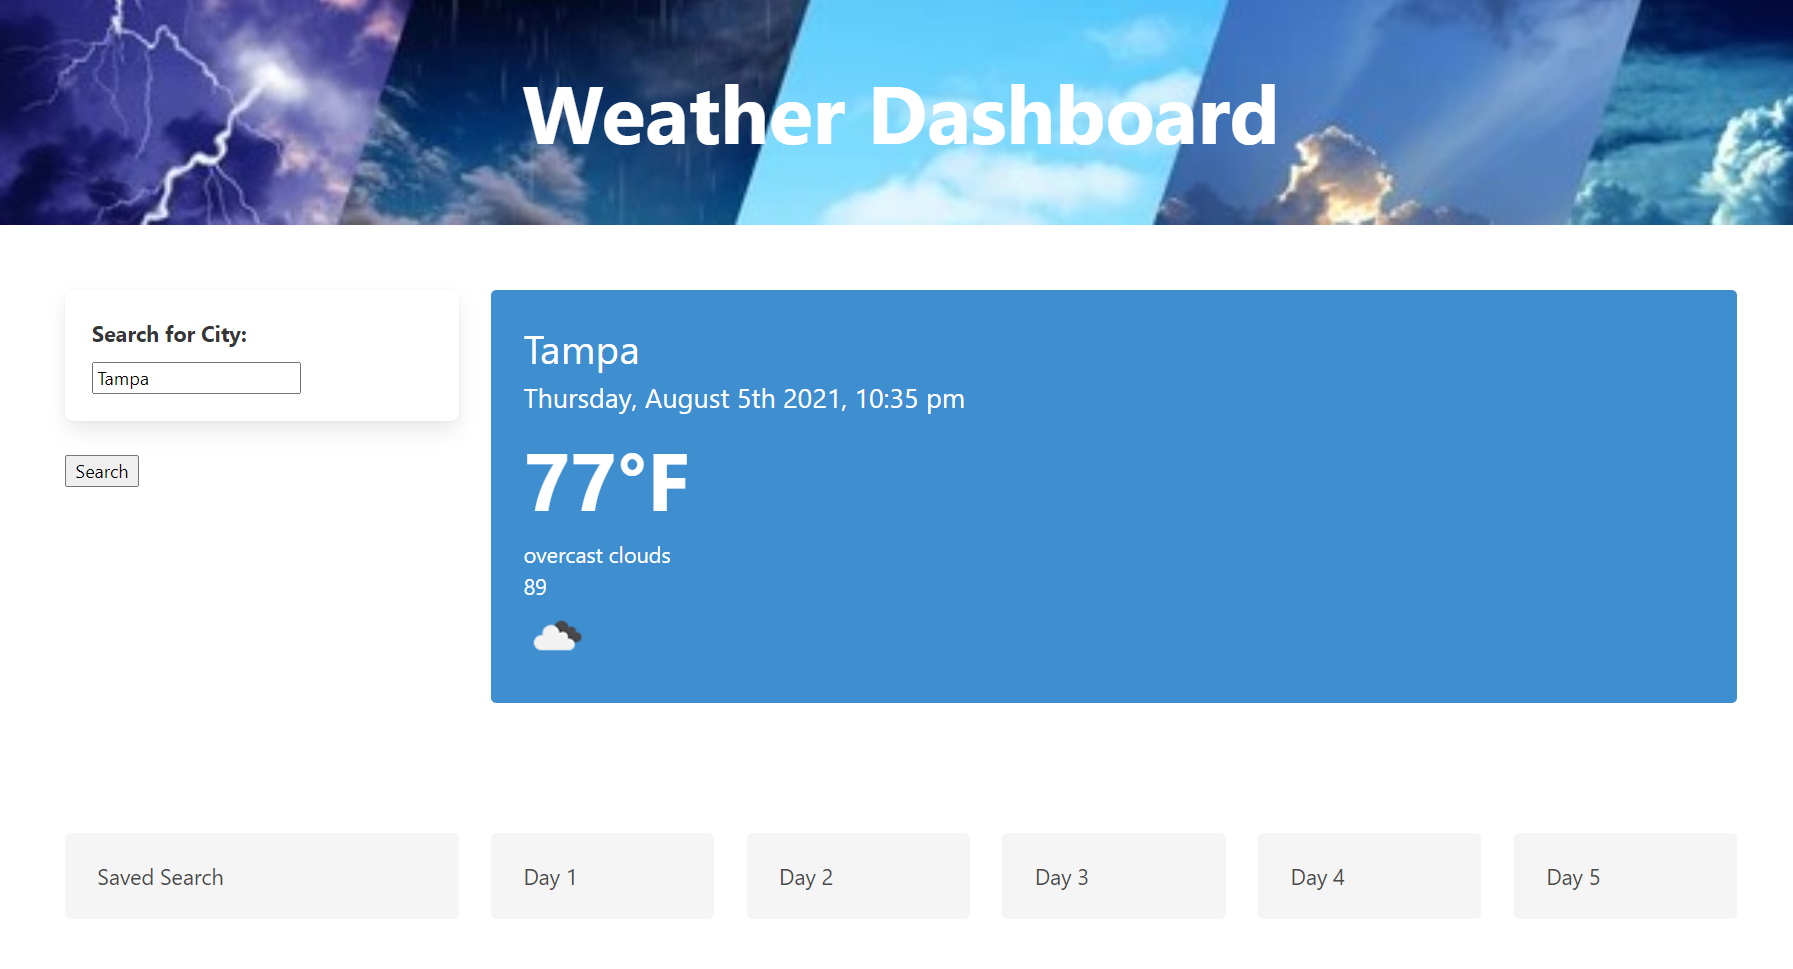 Weather Dashboard
Search for City:
Tampa
Search
Tampa
Thursday, August 5th 2021, 10:35 pm
77°F
overcast clouds
89
Saved Search
Day 1
Day 2
Day 3
Day 4
Day 5